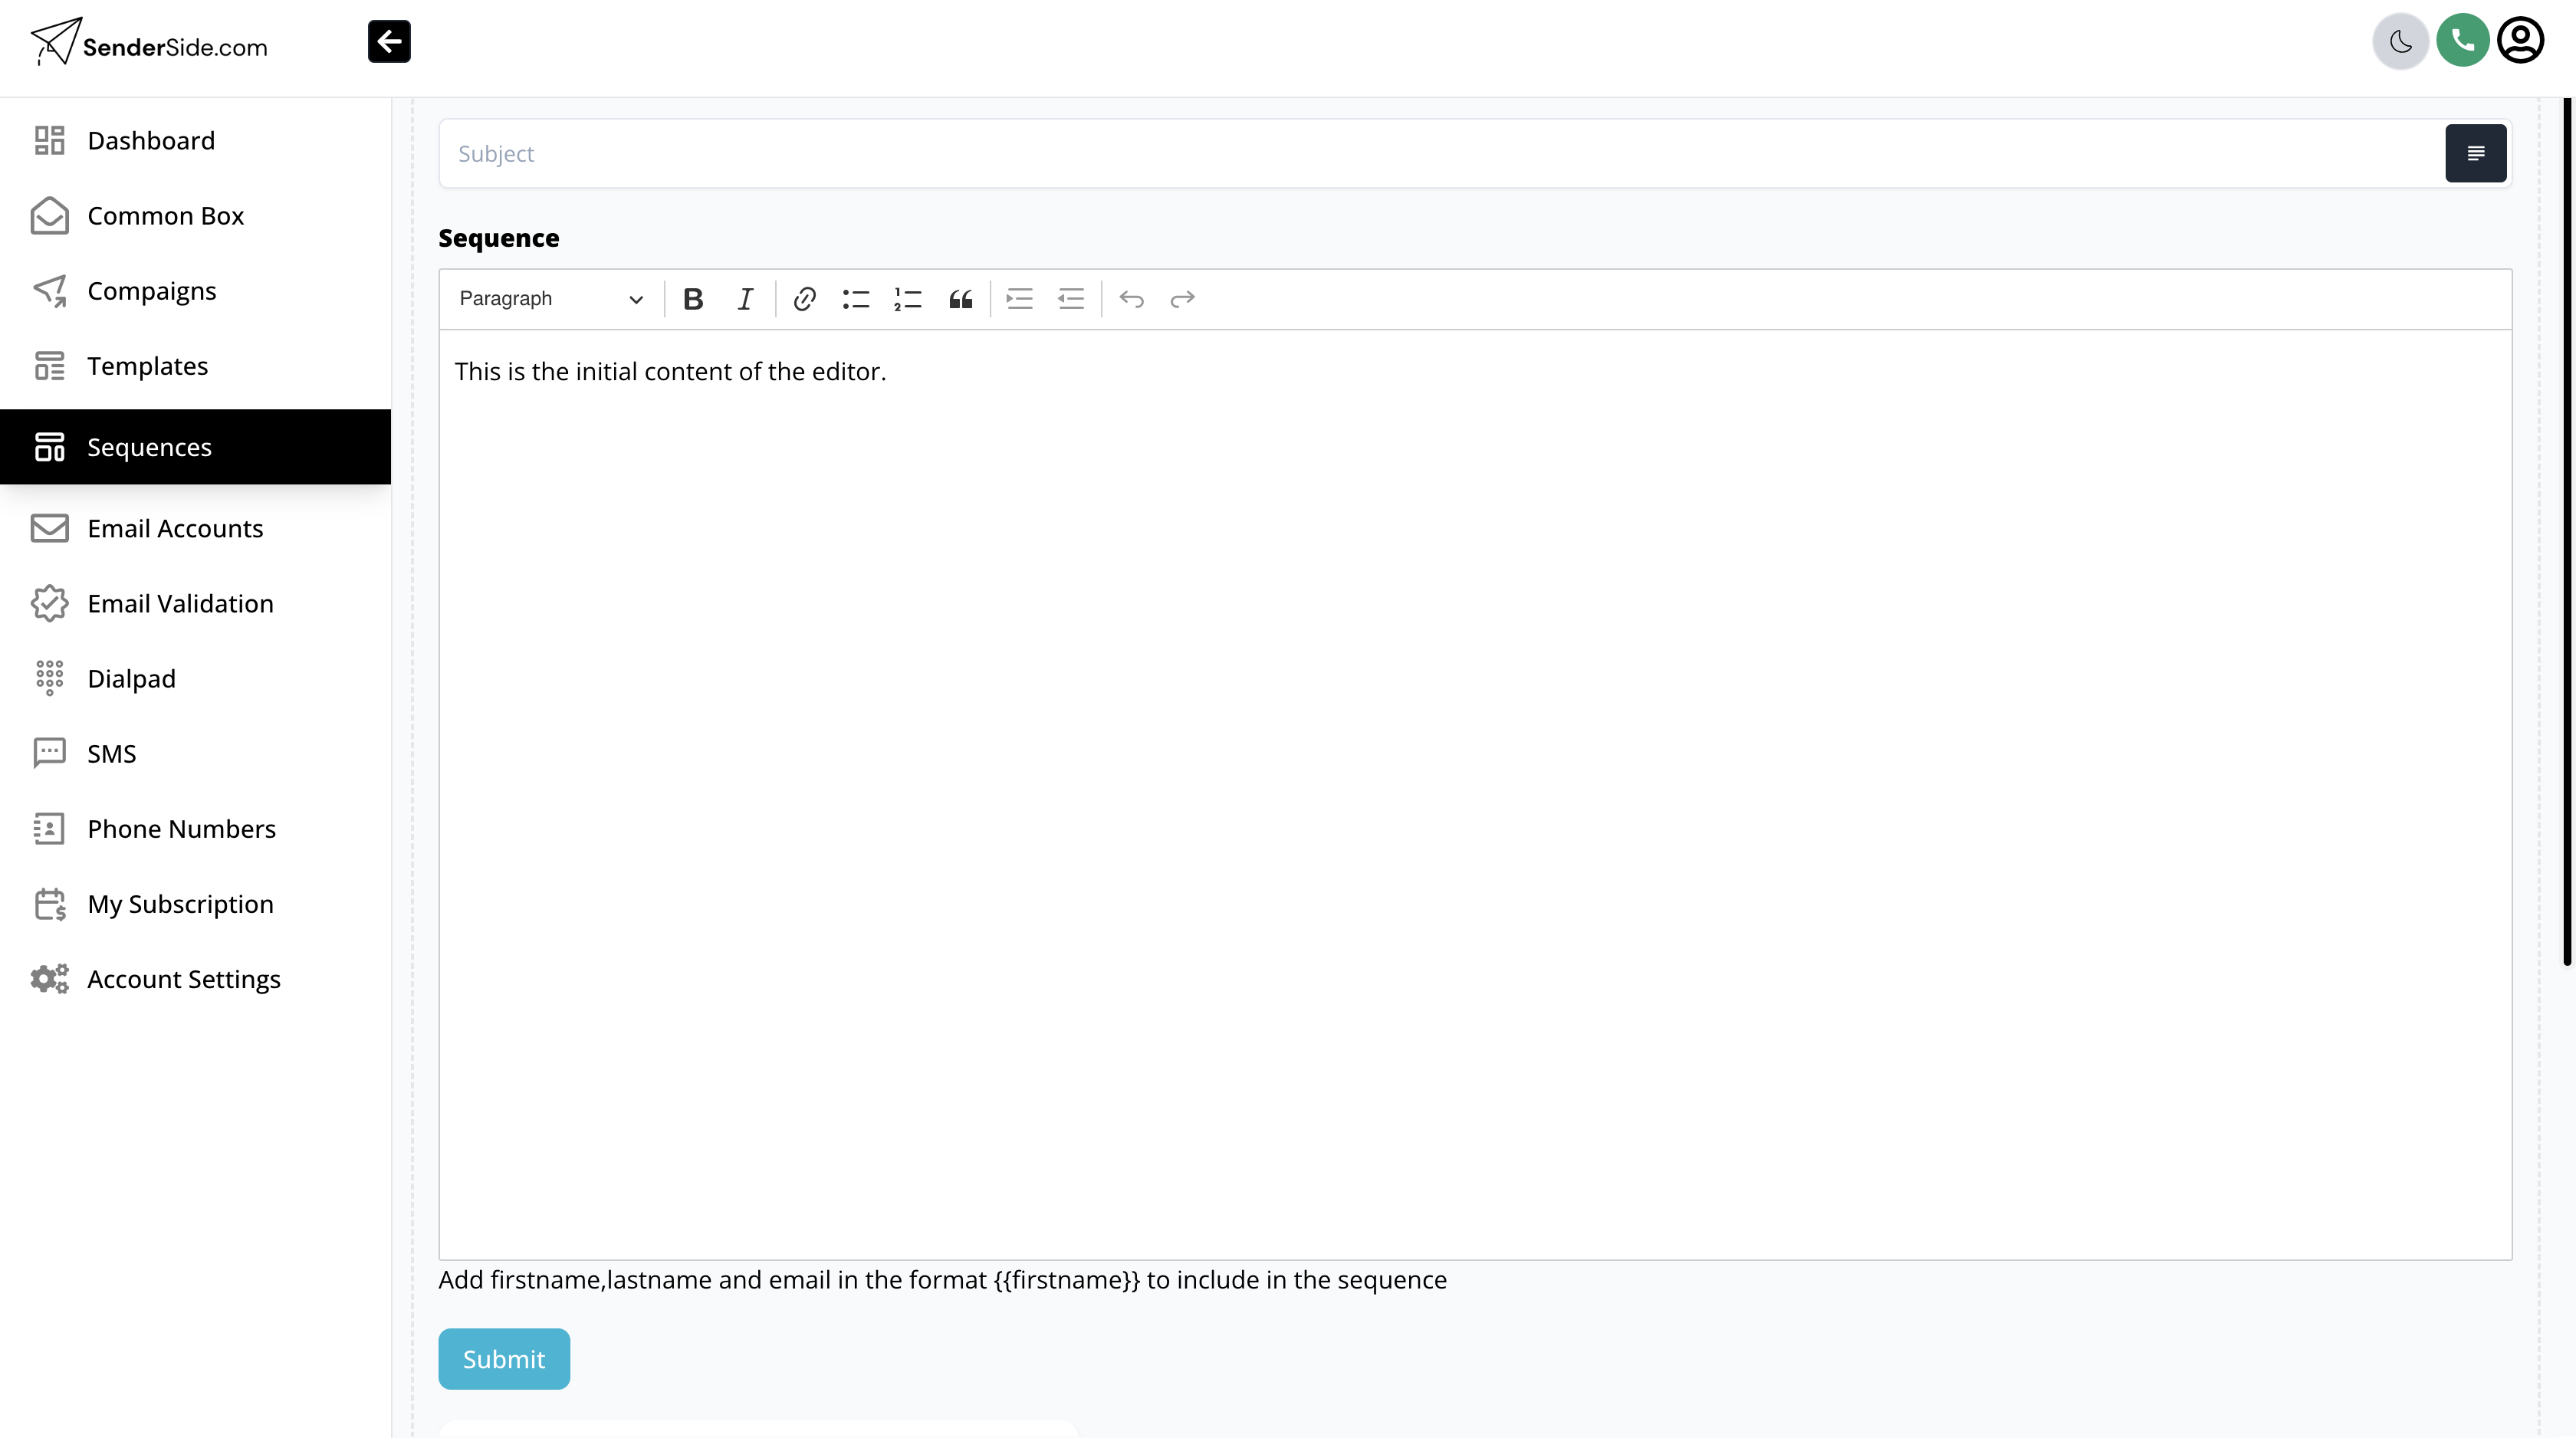 SenderSide.com
Dashboard
Common Box
Compaigns
Templates
Sequences
Email Accounts
Email Validation
Dialpad
SMS
Phone Numbers
My Subscription
Account Settings
Subject
Sequence
Paragraph
This is the initial content of the editor.
Add firstname,lastname and email in the format {{firstname}} to include in the sequence
Submit